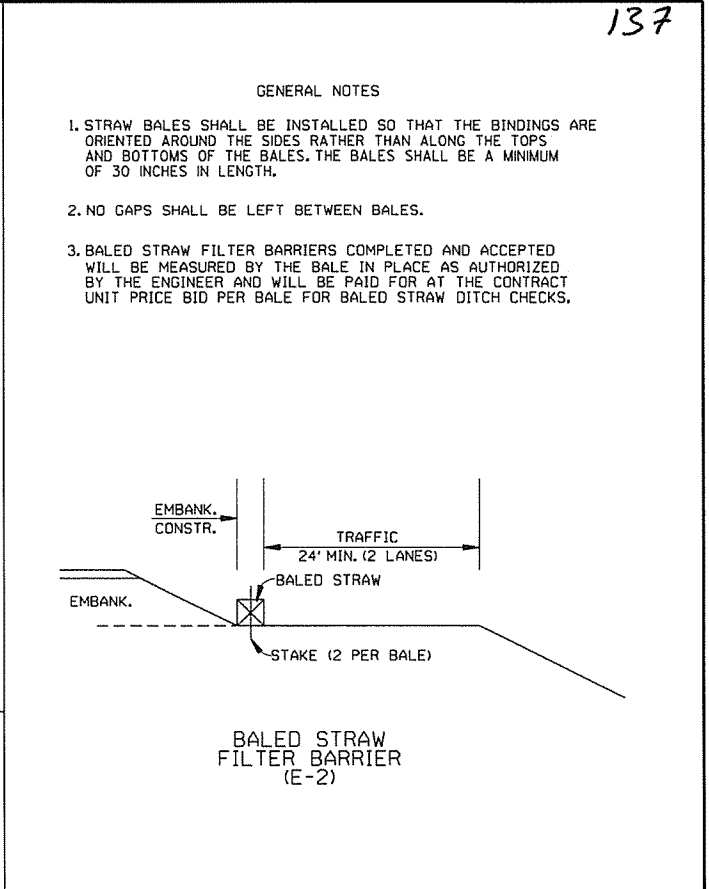 137
GENERAL NOTES
1. STRAW BALES SHALL BE INSTALLED SO THAT THE BINDINGS ARE
ORIENTED AROUND THE SIDES RATHER THAN ALONG THE TOPS
AND BOTTOMS OF THE BALES. THE BALES SHALL BE A MINIMUM
OF 30 INCHES IN LENGTH.
2. NO GAPS SHALL BE LEFT BETWEEN BALES.
3. BALED STRAW FILTER BARRIERS COMPLETED AND ACCEPTED
WILL BE MEASURED BY THE BALE IN PLACE AS AUTHORIZED
BY THE ENGINEER AND WILL BE PAID FOR AT THE CONTRACT
UNIT PRICE BID PER BALE FOR BALED STRAW DITCH CHECKS.
EMBANK.
CONSTR.
TRAFFIC
24' MIN. (2 LANES)
BALED STRAW
EMBANK.
STAKE (2 PER BALE)
BALED STRAW
FILTER BARRIER
(E-2)